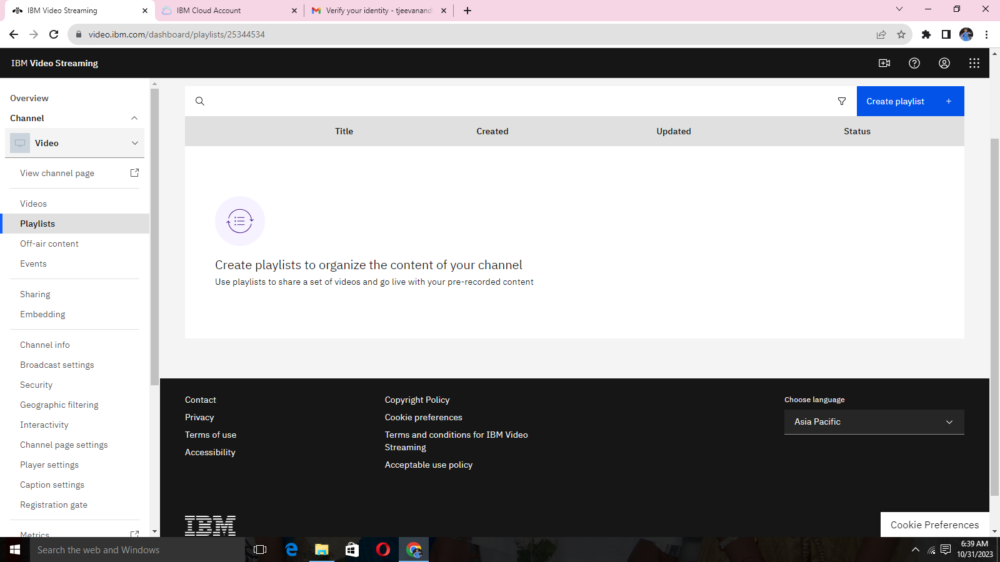 IBM Video Streaming
IBM Cloud Account
Verify your identity - tjeevanand
video.ibm.com/dashboard/playlists/25344534
IBM Video Streaming
Overview
Channel
Video
View channel page
Videos
Playlists
Off-air content
Events
Sharing
Embedding
Channel info
Broadcast settings
Security
Geographic filtering
Interactivity
Channel page settings
Player settings
Caption settings
Registration gate
Metrics
Create playlist +
Title Created Updated Status
Create playlists to organize the content of your channel
Use playlists to share a set of videos and go live with your pre-recorded content
Contact
Privacy
Terms of use
Accessibility
Copyright Policy
Cookie preferences
Terms and conditions for IBM Video
Streaming
Acceptable use policy
Choose language
Asia Pacific
IBM
Cookie Preferences
Search the web and Windows
6:39 AM
10/31/2023